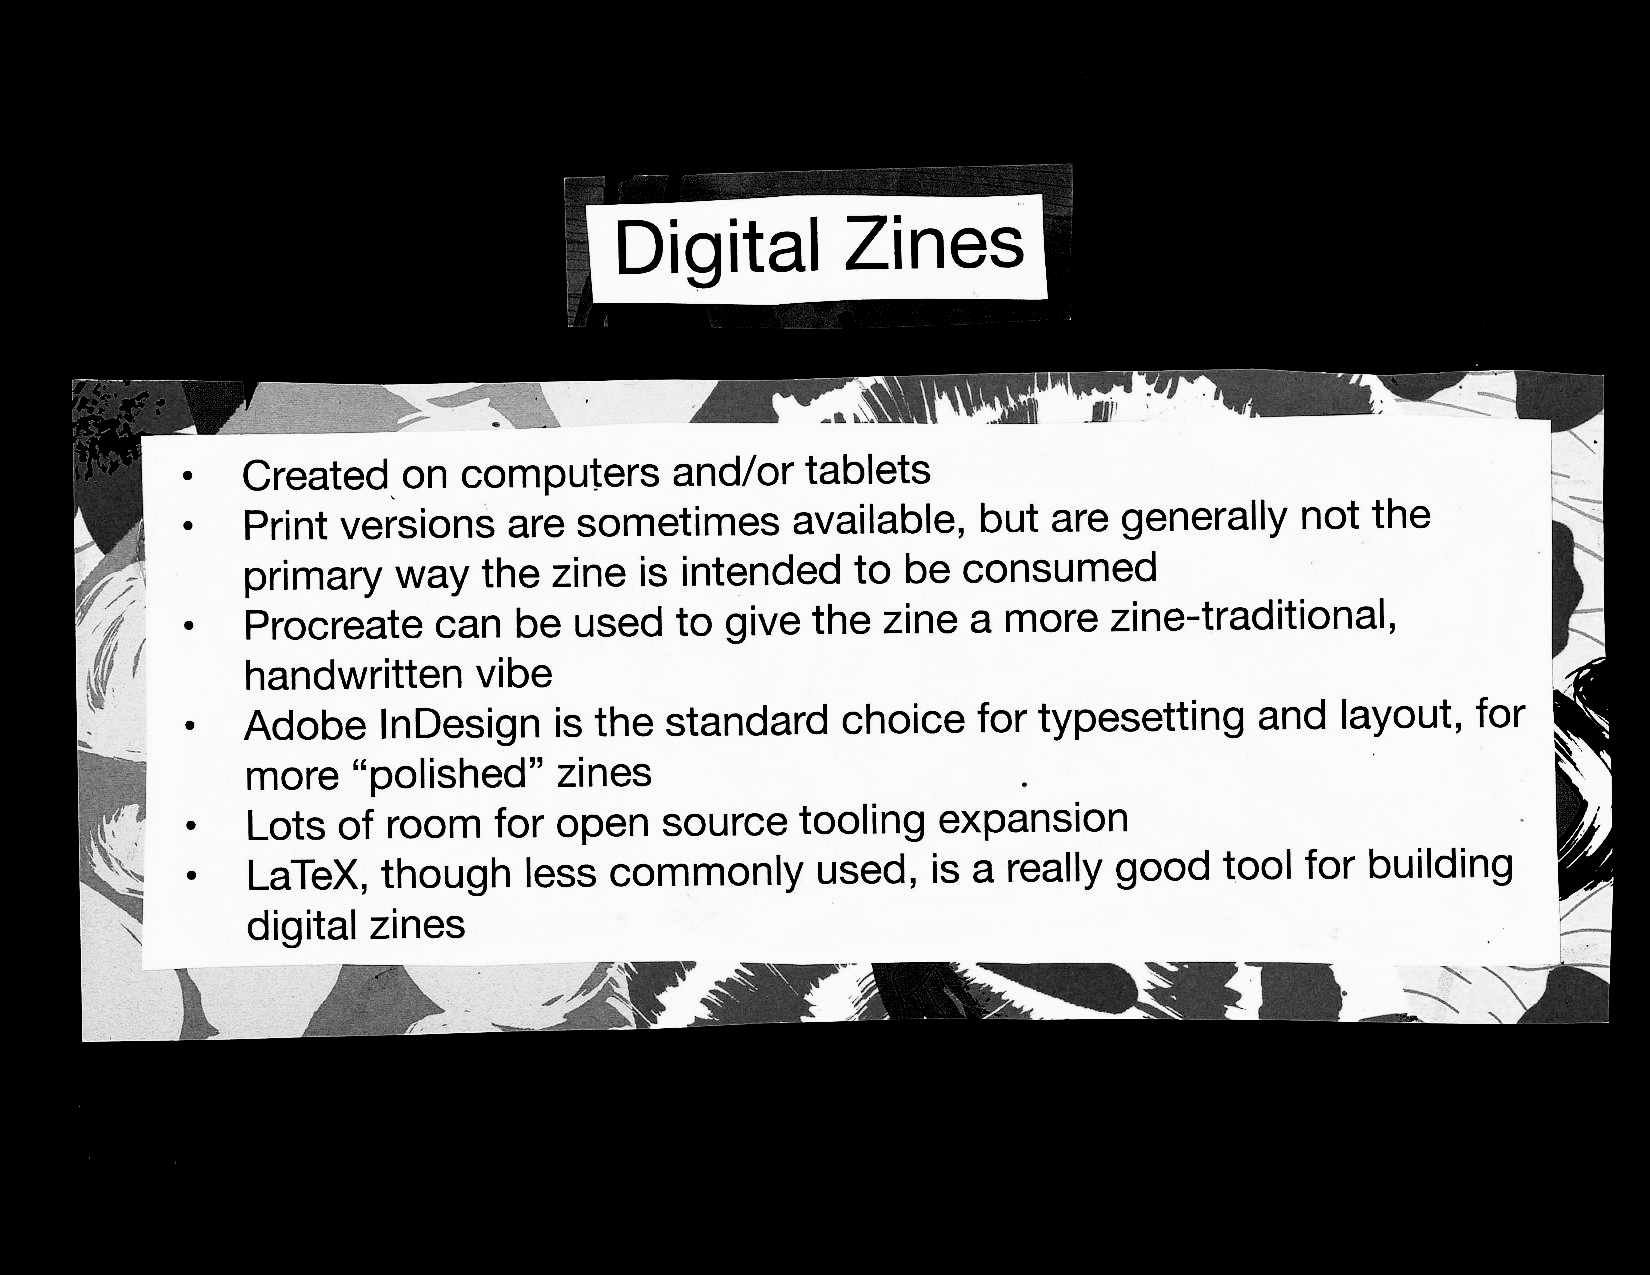 Digital Zines
• Created on computers and/or tablets
• Print versions are sometimes available, but are generally not the
primary way the zine is intended to be consumed
• Procreate can be used to give the zine a more zine-traditional,
handwritten vibe
• Adobe InDesign is the standard choice for typesetting and layout, for
more “polished” zines
• Lots of room for open source tooling expansion
• LaTeX, though less commonly used, is a really good tool for building
digital zines